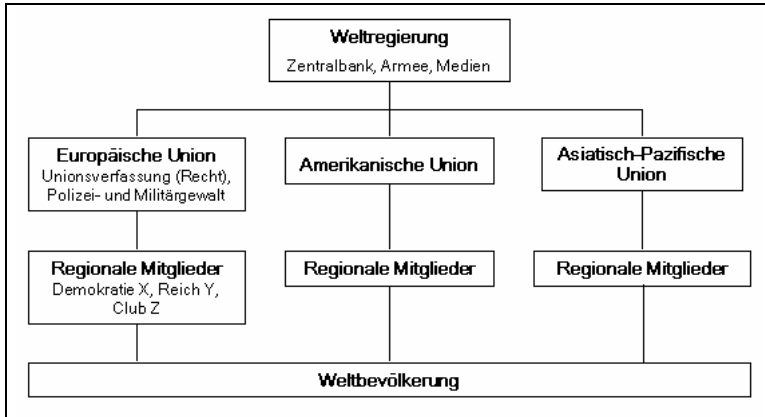 Weltregierung
Zentralbank, Armee, Medien
Europäische Union
Unionsverfassung (Recht),
Polizei- und Militärgewalt
Amerikanische Union
Asiatisch-Pazifische
Union
Regionale Mitglieder
Demokratie X, Reich Y,
Club Z
Regionale Mitglieder
Regionale Mitglieder
Weltbevölkerung